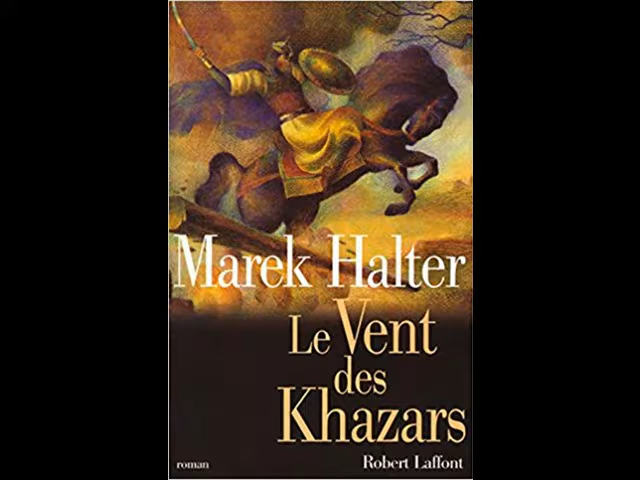 Marek Halter
Le Vent
des
Khazars
roman
Robert Laffont